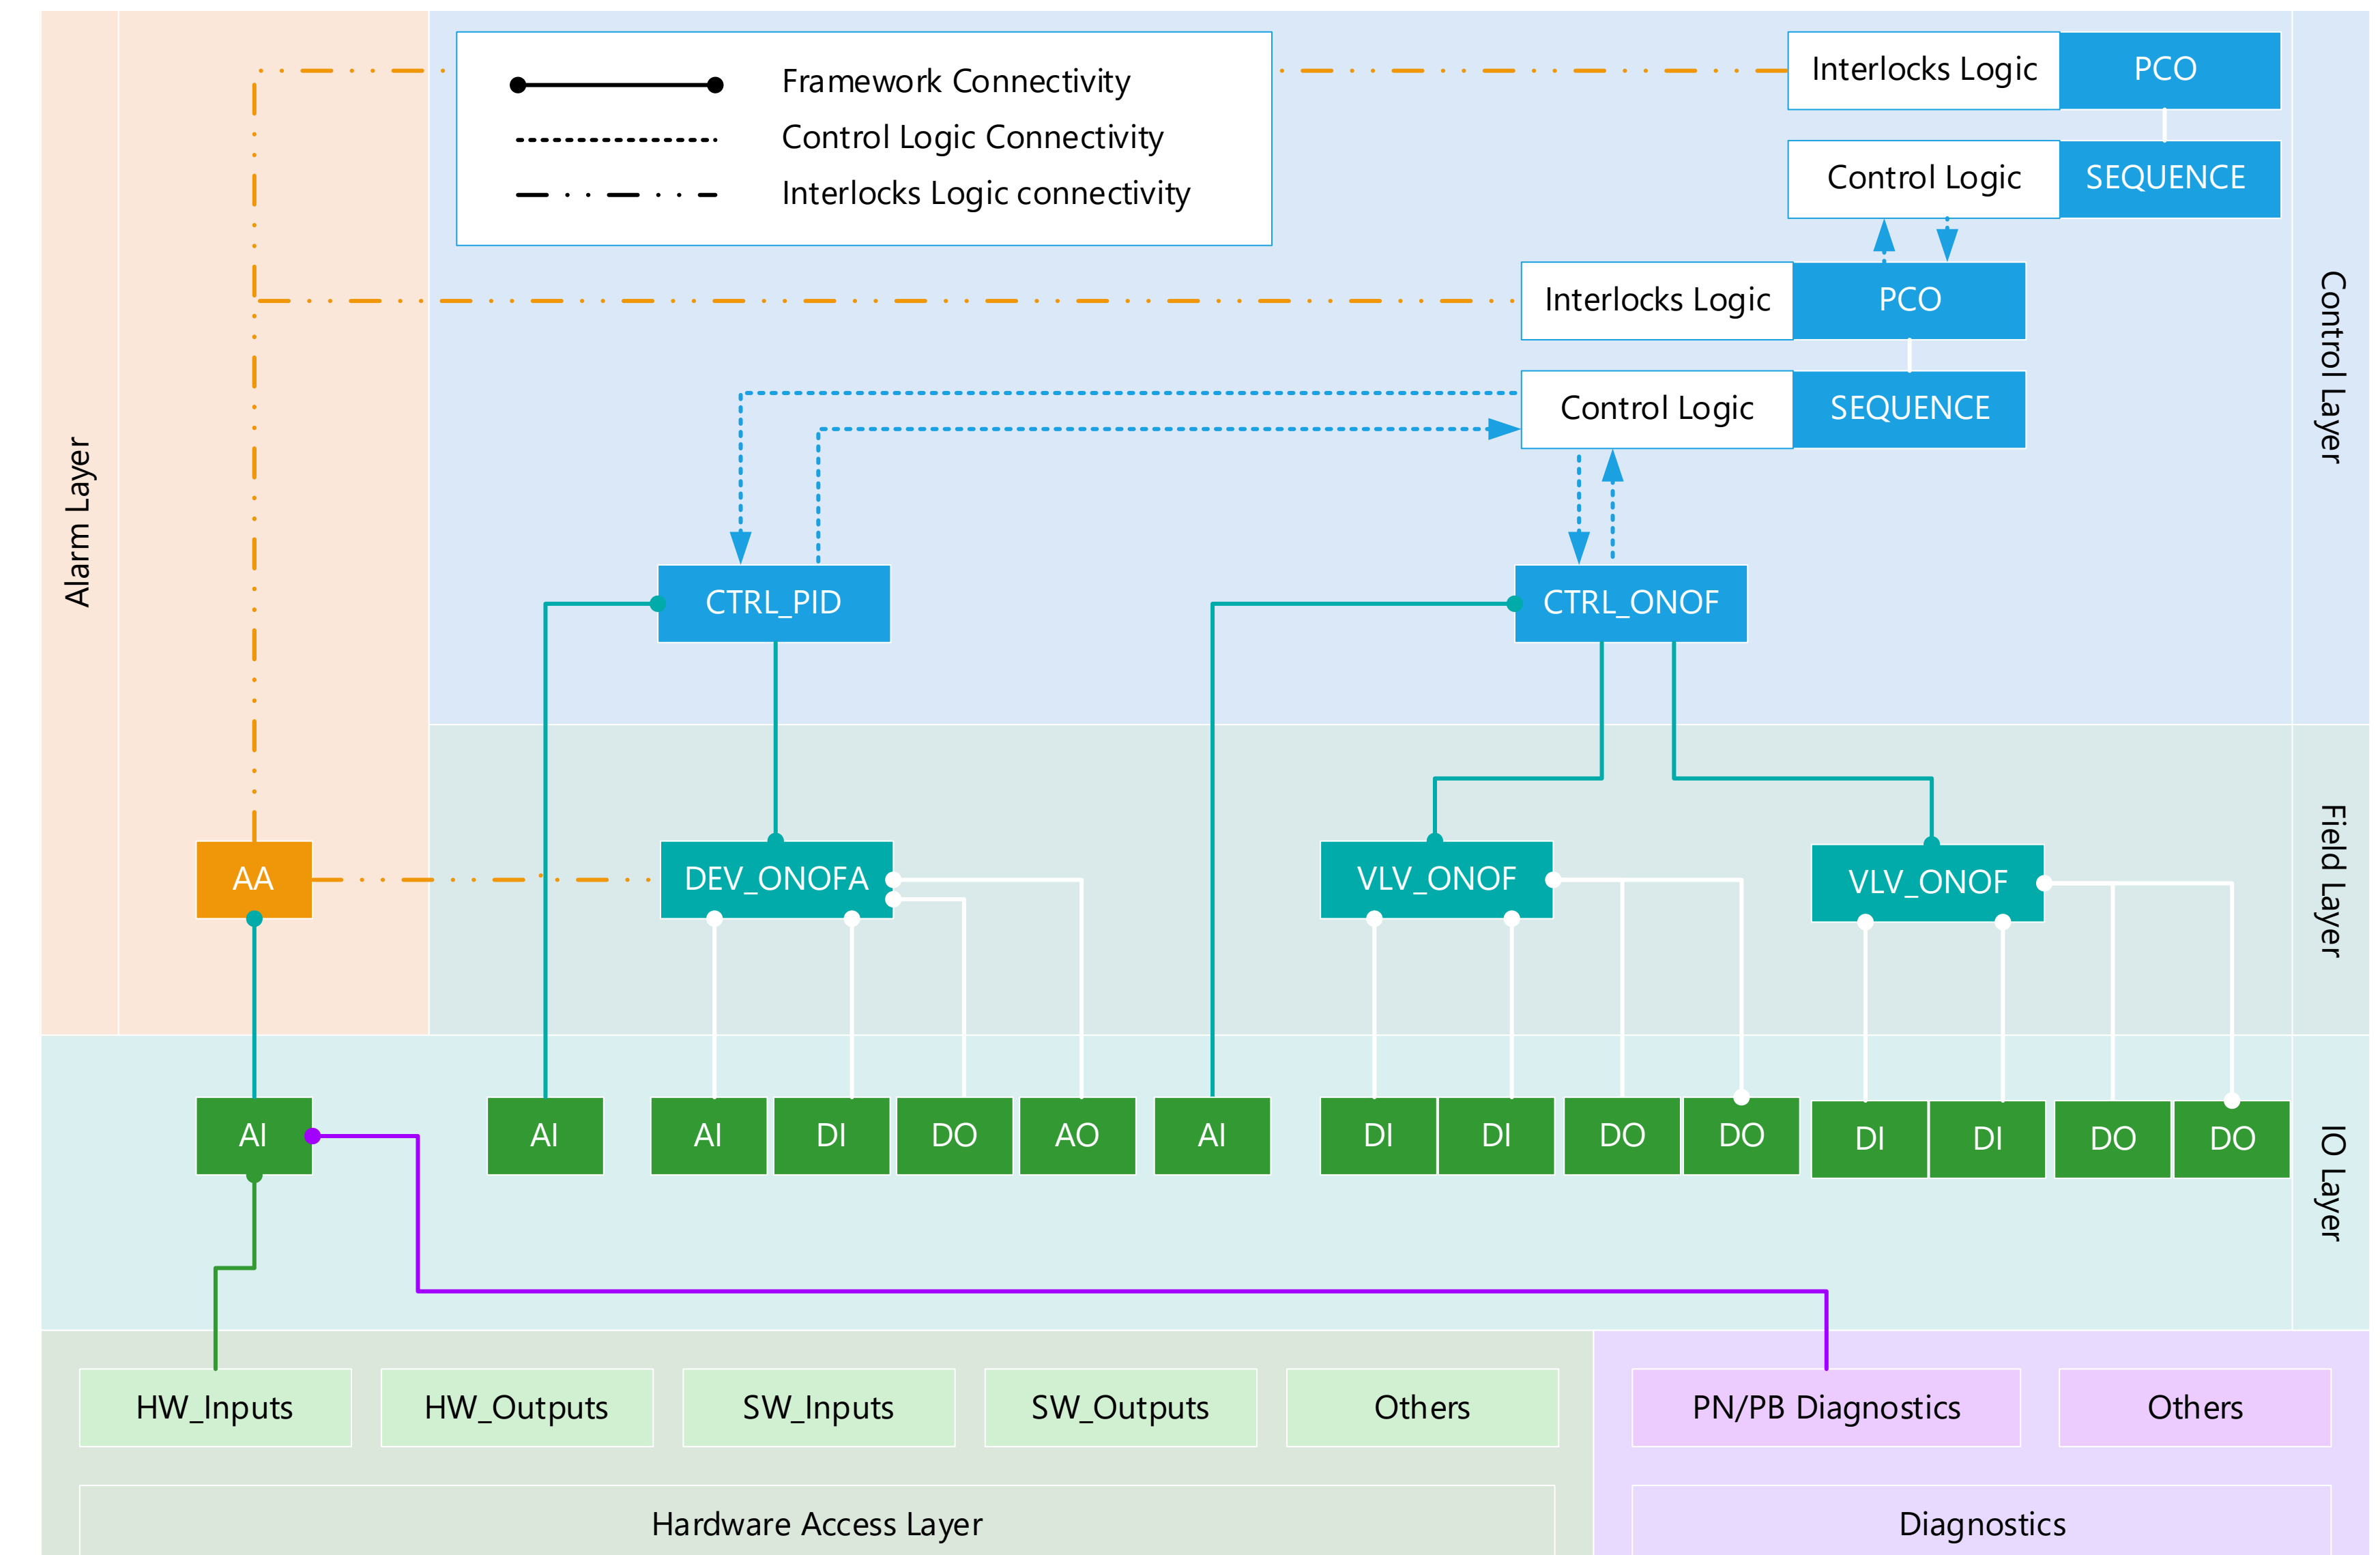 Framework Connectivity
Control Logic Connectivity
Interlocks Logic connectivity
Interlocks Logic
PCO
Control Logic
SEQUENCE
Interlocks Logic
PCO
Control Logic
SEQUENCE
Control Layer
Alarm Layer
CTRL_PID
CTRL_ONOF
AA
DEV_ONOFA
VLV_ONOF
VLV_ONOF
Field Layer
AI
AI
AI
DI
DO
AO
AI
DI
DI
DO
DO
DI
DI
DO
DO
IO Layer
HW_Inputs
HW_Outputs
SW_Inputs
SW_Outputs
Others
PN/PB Diagnostics
Others
Hardware Access Layer
Diagnostics